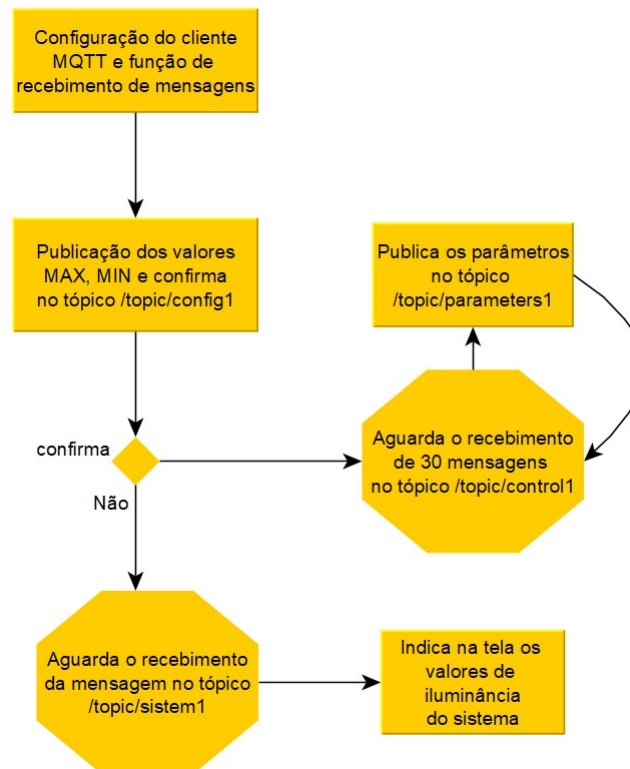 Configuração do cliente
MQTT e função de
recebimento de mensagens
Publicação dos valores
MAX, MIN e confirma
no tópico /topic/config1
Publica os parâmetros
no tópico
/topic/parameters1
confirma
Aguarda o recebimento
de 30 mensagens
no tópico /topic/control1
Não
Aguarda o recebimento
da mensagem no tópico
/topic/sistem1
Indica na tela os
valores de
iluminância
do sistema